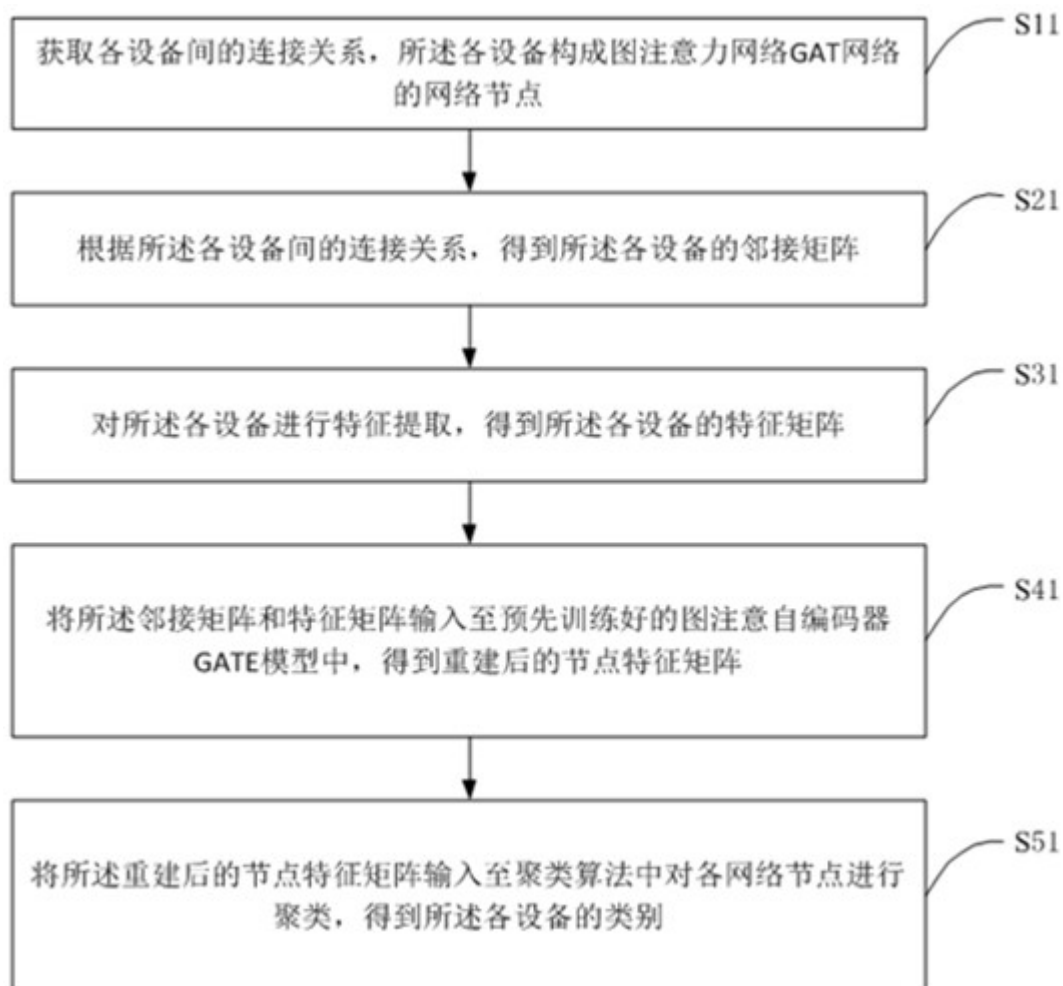 获取各设备间的连接关系，所述各设备构成图注意力网络GAT网络
的网络节点
S11
根据所述各设备间的连接关系，得到所述各设备的邻接矩阵
S21
对所述各设备进行特征提取，得到所述各设备的特征矩阵
S31
将所述邻接矩阵和特征矩阵输入至预先训练好的图注意自编码器
GATE模型中，得到重建后的节点特征矩阵
S41
将所述重建后的节点特征矩阵输入至聚类算法中对各网络节点进行
聚类，得到所述各设备的类别
S51